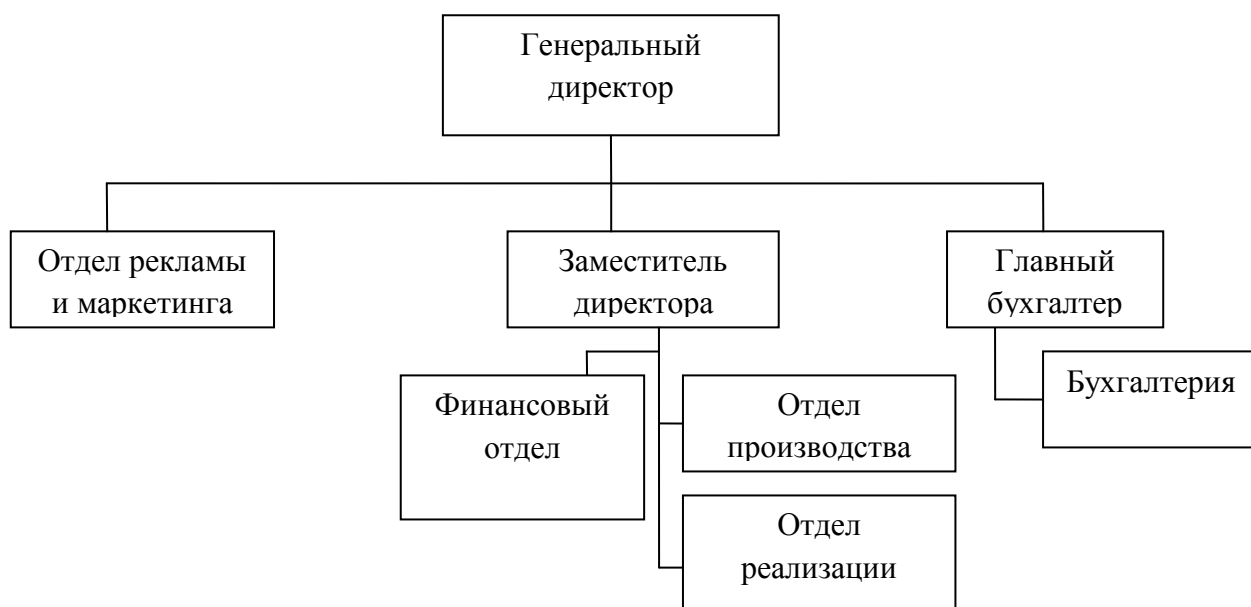 Генеральный
директор
Отдел рекламы
и маркетинга
Заместитель
директора
Главный
бухгалтер
Финансовый
отдел
Отдел
производства
Бухгалтерия
Отдел
реализации